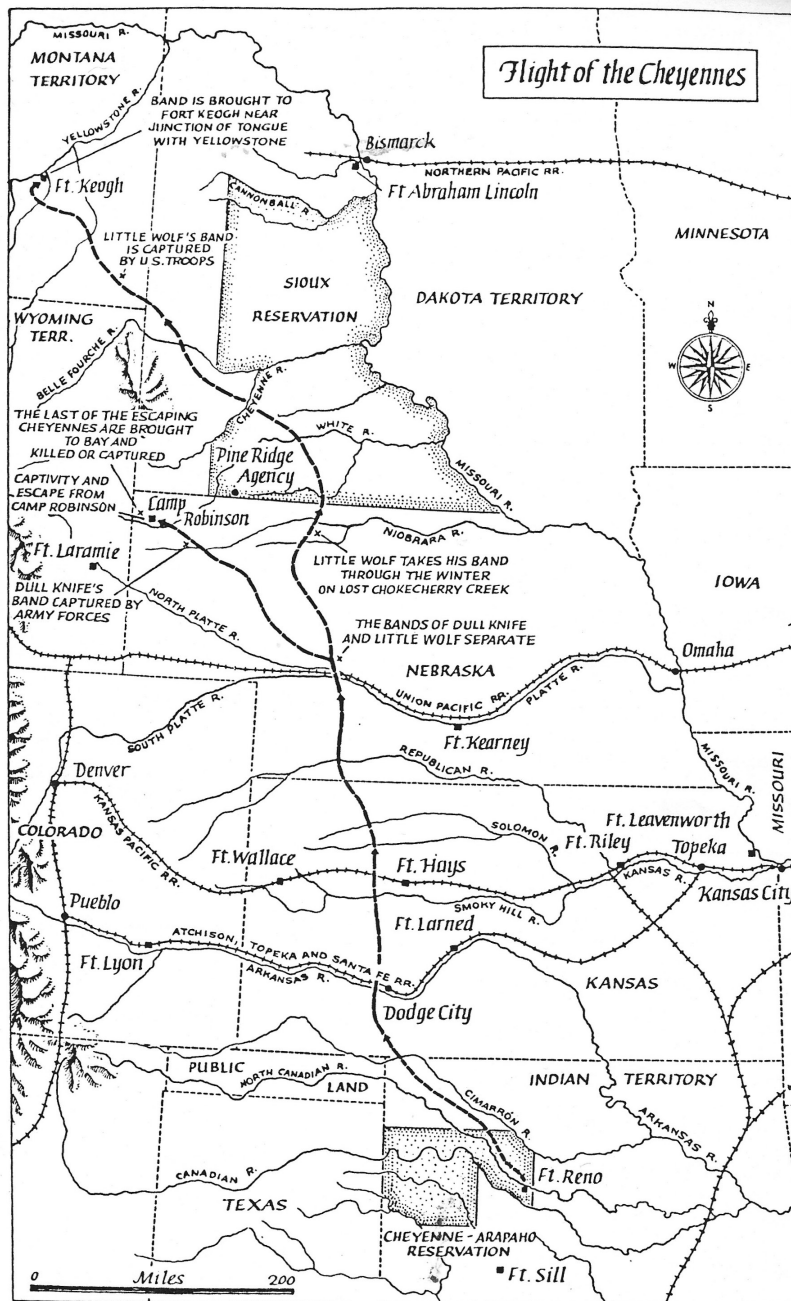 MISSOURI R.
MONTANA
TERRITORY
Flight of the Cheyennes
YELLOWSTONE R.
BAND IS BROUGHT TO
FORT KEOGH NEAR
JUNCTION OF TONGUE
WITH YELLOWSTONE
Bismarck
NORTHERN PACIFIC RR.
Ft. Keogh
Ft Abraham Lincoln
CANNONBALL R.
LITTLE WOLF'S BAND
IS CAPTURED
BY U.S. TROOPS
MINNESOTA
SIOUX
RESERVATION
DAKOTA TERRITORY
WYOMING
TERR.
N
W
E
S
BELLE FOURCHE R.
CHEYENNE R.
THE LAST OF THE ESCAPING
CHEYENNES ARE BROUGHT
TO BAY AND
KILLED OR CAPTURED
WHITE R.
MISSOURI R.
Pine Ridge
Agency
CAPTIVITY AND
ESCAPE FROM
CAMP ROBINSON
Camp
Robinson
NIOBRARA R.
Ft. Laramie
LITTLE WOLF TAKES HIS BAND
THROUGH THE WINTER
ON LOST CHOKECHERRY CREEK
IOWA
DULL KNIFE'S
BAND CAPTURED BY
ARMY FORCES
NORTH PLATTE R.
THE BANDS OF DULL KNIFE
AND LITTLE WOLF SEPARATE
Omaha
NEBRASKA
UNION PACIFIC RR.
PLATTE R.
SOUTH PLATTE R.
Ft. Kearney
REPUBLICAN R.
MISSOURI R.
MISSOURI
Denver
KANSAS PACIFIC RR.
COLORADO
SOLOMON R.
Ft. Leavenworth
Ft. Riley
Topeka
Ft. Wallace
Ft. Hays
KANSAS R.
Kansas City
SMOKY HILL R.
Pueblo
Ft. Larned
ATCHISON, TOPEKA AND SANTA FE RR.
Ft. Lyon
ARKANSAS R.
KANSAS
Dodge City
PUBLIC
LAND
NORTH CANADIAN R.
INDIAN TERRITORY
CIMARRÓN R.
ARKANSAS R.
CANADIAN R.
Ft. Reno
TEXAS
CHEYENNE - ARAPAHO
RESERVATION
Ft. Sill
0 Miles 200